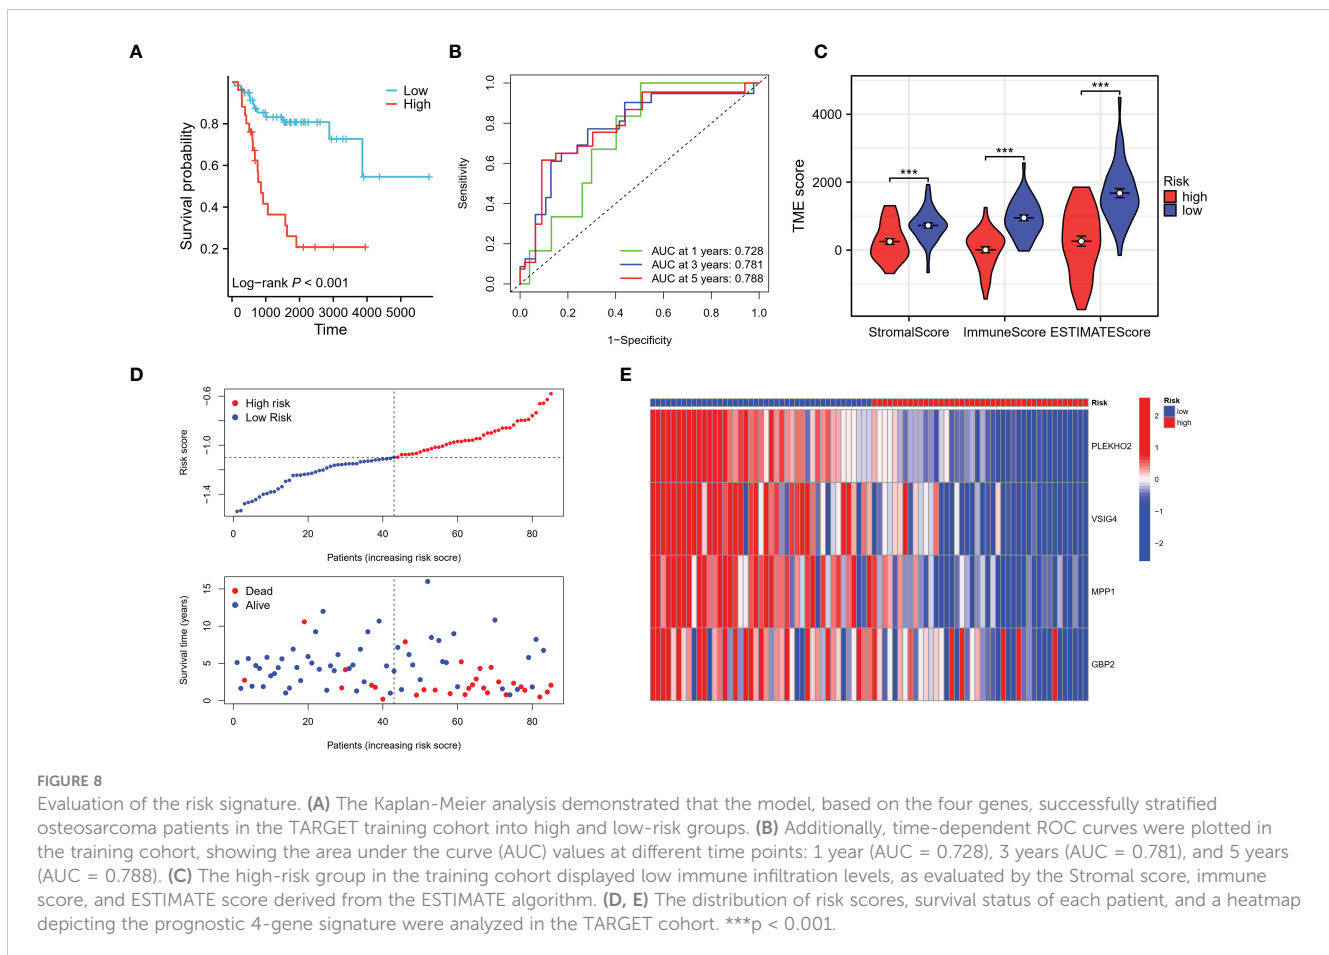 A
Low
High
0.8
0.6
0.4
0.2
Survival probability
Log-rank P < 0.001
0 1000 2000 3000 4000 5000
Time
B
1.0
0.8
0.6
0.4
0.2
0.0
Sensitivity
AUC at 1 years: 0.728
AUC at 3 years: 0.781
AUC at 5 years: 0.788
0.0 0.2 0.4 0.6 0.8 1.0
1-Specificity
C
4000
2000
0
TME score
***
***
***
Risk
high
low
StromalScore ImmuneScore ESTIMATEScore
D
High risk
Low Risk
-0.6
-1.0
-1.4
Risk score
0 20 40 60 80
Patients (increasing risk socre)
Dead
Alive
15
10
5
0
Survival time (years)
0 20 40 60 80
Patients (increasing risk socre)
E
Risk
PLEKHO2
VSIG4
MPP1
GBP2
2
1
0
-1
-2
Risk
low
high
FIGURE 8
Evaluation of the risk signature. (A) The Kaplan-Meier analysis demonstrated that the model, based on the four genes, successfully stratified
osteosarcoma patients in the TARGET training cohort into high and low-risk groups. (B) Additionally, time-dependent ROC curves were plotted in
the training cohort, showing the area under the curve (AUC) values at different time points: 1 year (AUC = 0.728), 3 years (AUC = 0.781), and 5 years
(AUC = 0.788). (C) The high-risk group in the training cohort displayed low immune infiltration levels, as evaluated by the Stromal score, immune
score, and ESTIMATE score derived from the ESTIMATE algorithm. (D, E) The distribution of risk scores, survival status of each patient, and a heatmap
depicting the prognostic 4-gene signature were analyzed in the TARGET cohort. ***p < 0.001.